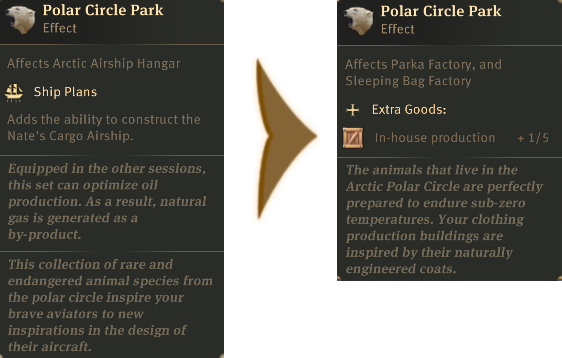 Polar Circle Park
Effect
Affects Arctic Airship Hangar
Ship Plans
Adds the ability to construct the
Nate's Cargo Airship.
Equipped in the other sessions,
this set can optimize oil
production. As a result, natural
gas is generated as a
by-product.
This collection of rare and
endangered animal species from
the polar circle inspire your
brave aviators to new
inspirations in the design of
their aircraft.
Polar Circle Park
Effect
Affects Parka Factory, and
Sleeping Bag Factory
Extra Goods:
In-house production + 1/5
The animals that live in the
Arctic Polar Circle are perfectly
prepared to endure sub-zero
temperatures. Your clothing
production buildings are
inspired by their naturally
engineered coats.